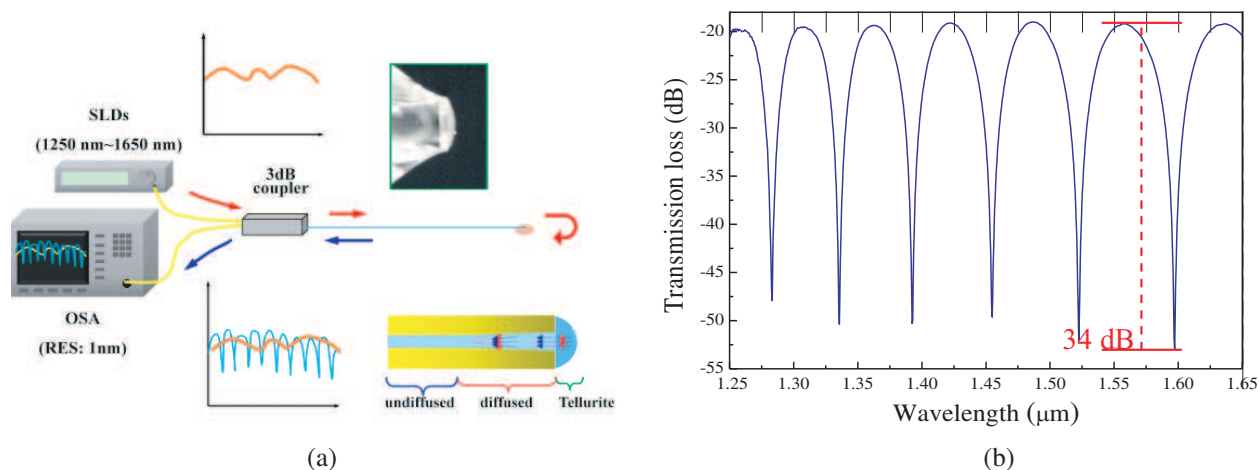 SLDs
(1250 nm~1650 nm)
3dB
coupler
OSA
(RES: 1nm)
undiffused
diffused
Tellurite
(a)
-20
-25
-30
-35
-40
-45
-50
-55
Transmission loss (dB)
34 dB
1.25 1.30 1.35 1.40 1.45 1.50 1.55 1.60 1.65
Wavelength (μm)
(b)